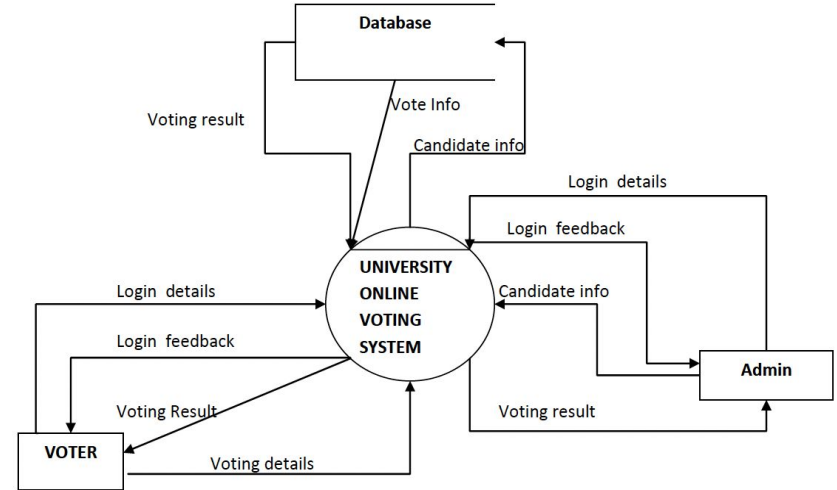 Database
Vote Info
Voting result
Candidate info
Login details
Login feedback
UNIVERSITY
ONLINE
VOTING
SYSTEM
Login details
Candidate info
Login feedback
Admin
Voting Result
Voting result
VOTER
Voting details